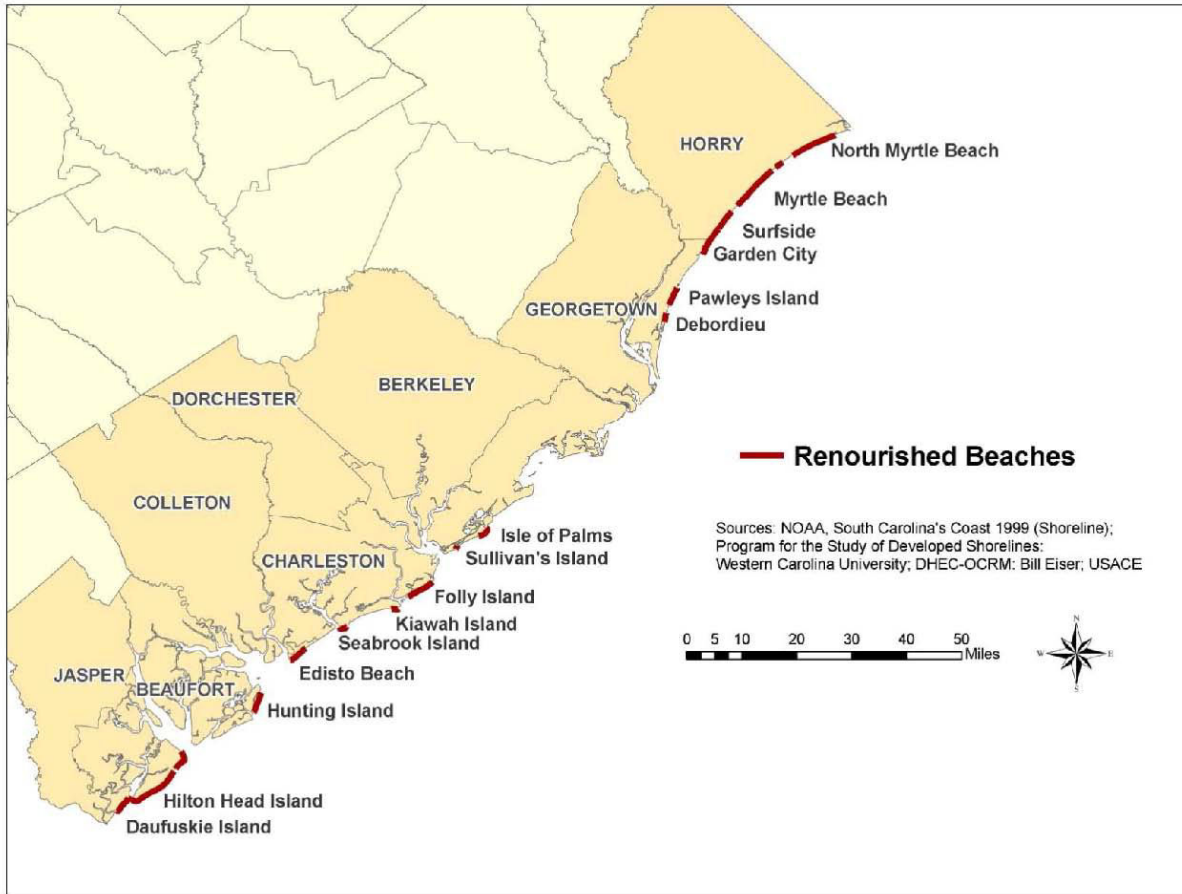 HORRY
North Myrtle Beach
Myrtle Beach
Surfside
Garden City
GEORGETOWN
Pawleys Island
Debordieu
BERKELEY
DORCHESTER
Renourished Beaches
COLLETON
Sources: NOAA, South Carolina's Coast 1999 (Shoreline);
Program for the Study of Developed Shorelines:
Western Carolina University; DHEC-OCRM: Bill Eiser; USACE
Isle of Palms
Sullivan's Island
CHARLESTON
Folly Island
Kiawah Island
Seabrook Island
Edisto Beach
0 5 10 20 30 40 50
Miles
N
W E
S
JASPER
BEAUFORT
Hunting Island
Hilton Head Island
Daufuskie Island